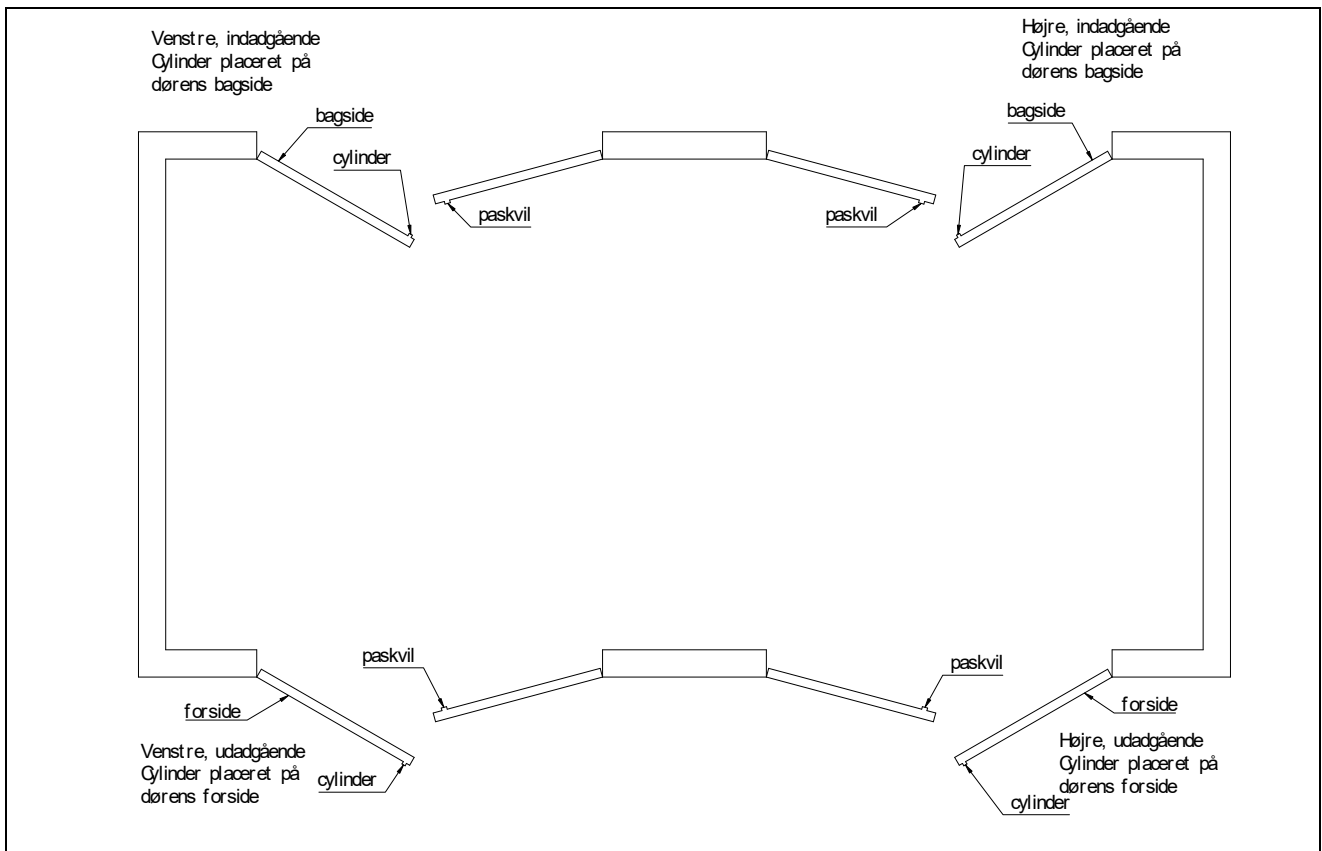 Venstre, indadgående
Cylinder placeret på
dørens bagside
Højre, indadgående
Cylinder placeret på
dørens bagside
bagside
cylinder
paskvil
paskvil
bagside
cylinder
paskvil
paskvil
forside
cylinder
Venstre, udadgående
Cylinder placeret på
dørens forside
forside
cylinder
Højre, udadgående
Cylinder placeret på
dørens forside